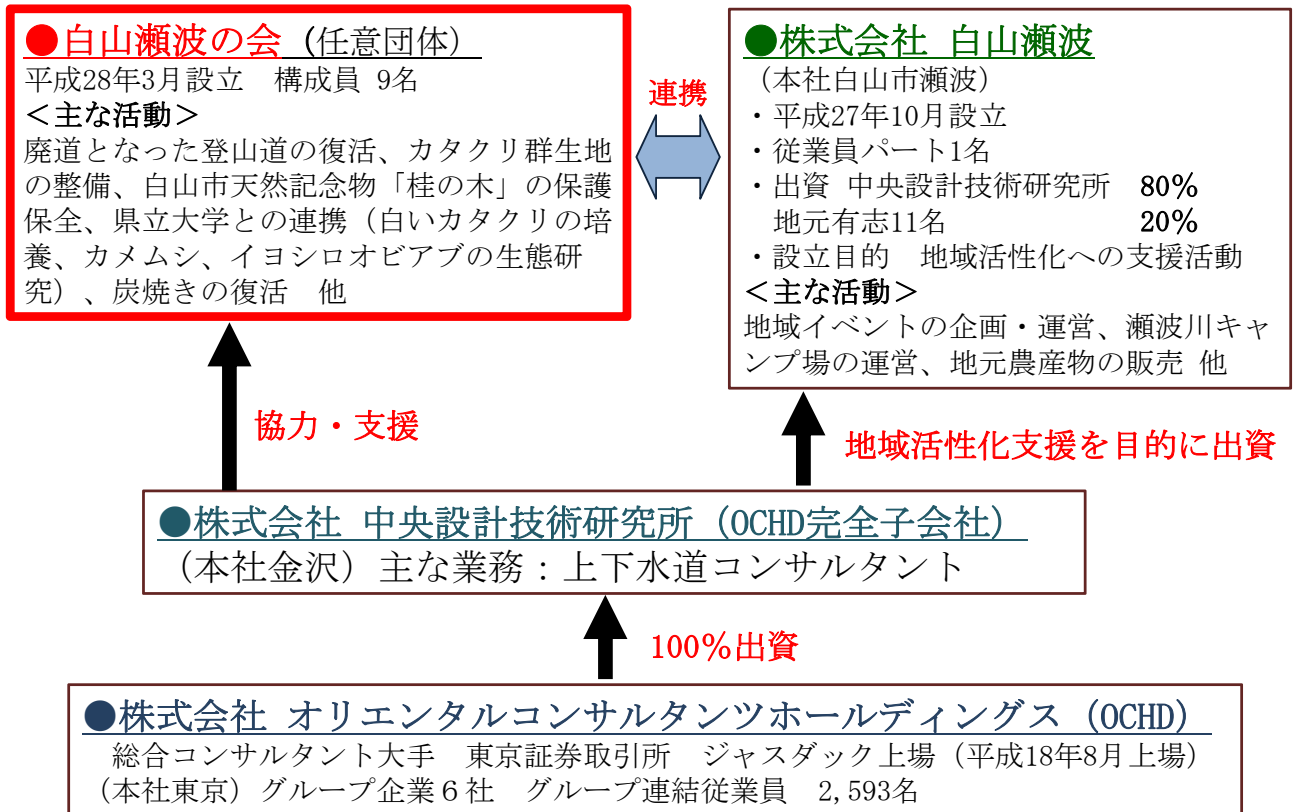 ●白山瀬波の会 (任意団体)
平成28年3月設立 構成員 9名
＜主な活動＞
廃道となった登山道の復活、カタクリ群生地
の整備、白山市天然記念物「桂の木」の保護
保全、県立大学との連携（白いカタクリの培
養、カメムシ、イヨシロオビアブの生態研
究）、炭焼きの復活 他
連携
●株式会社 白山瀬波
（本社白山市瀬波）
・平成27年10月設立
・従業員パート1名
・出資 中央設計技術研究所 80%
地元有志11名 20%
・設立目的 地域活性化への支援活動
＜主な活動＞
地域イベントの企画・運営、瀬波川キャ
ンプ場の運営、地元農産物の販売 他
協力・支援
地域活性化支援を目的に出資
●株式会社 中央設計技術研究所（OCHD完全子会社）
（本社金沢）主な業務：上下水道コンサルタント
100％出資
●株式会社 オリエンタルコンサルタンツホールディングス（OCHD）
総合コンサルタント大手 東京証券取引所 ジャスダック上場（平成18年8月上場）
（本社東京）グループ企業６社 グループ連結従業員 2,593名